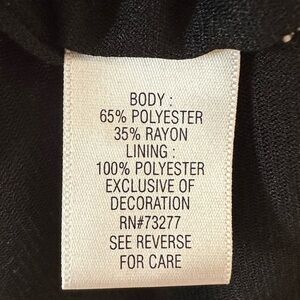 BODY :
65% POLYESTER
35% RAYON
LINING :
100% POLYESTER
EXCLUSIVE OF
DECORATION
RN#73277
SEE REVERSE
FOR CARE